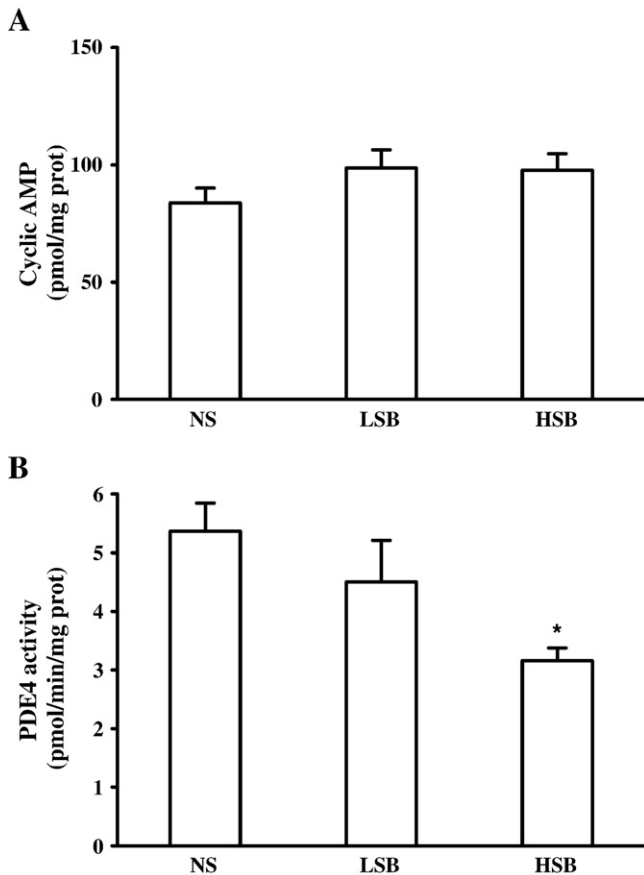 A
150
100
50
0
Cyclic AMP
(pmol/mg prot)
NS LSB HSB
B
6
5
4
3
2
1
0
PDE4 activity
(pmol/min/mg prot)
*
NS LSB HSB